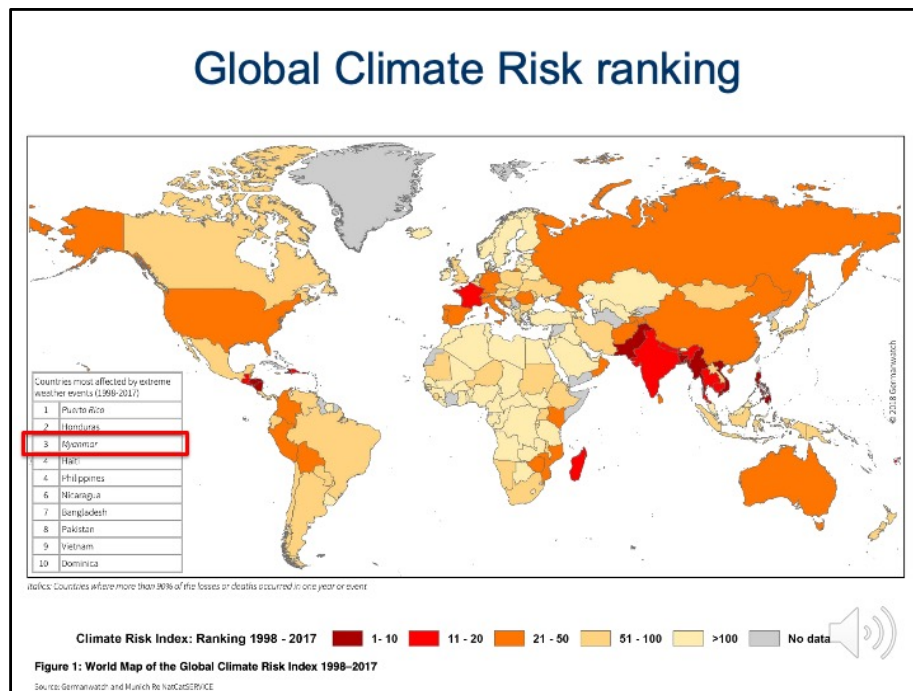 Global Climate Risk ranking
Countries most affected by extreme
weather events (1998-2017)
1 Puerto Rico
2 Honduras
3 Myanmar
4 Haiti
4 Philippines
6 Nicaragua
7 Bangladesh
8 Pakistan
9 Vietnam
10 Dominica
© 2018 Germanwatch
Italics: Countries where more than 90% of the losses or deaths occurred in one year or event
Climate Risk Index: Ranking 1998 - 2017 1- 10 11 - 20 21 - 50 51 - 100 >100 No data
Figure 1: World Map of the Global Climate Risk Index 1998–2017
Source: Germanwatch and Munich Re NatCatSERVICE